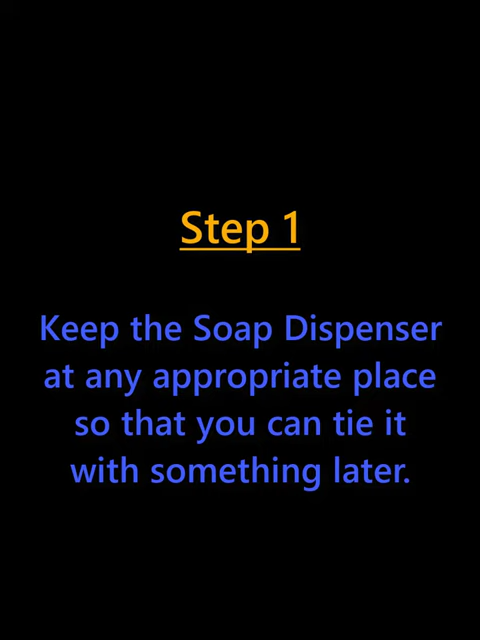 Step 1
Keep the Soap Dispenser
at any appropriate place
so that you can tie it
with something later.